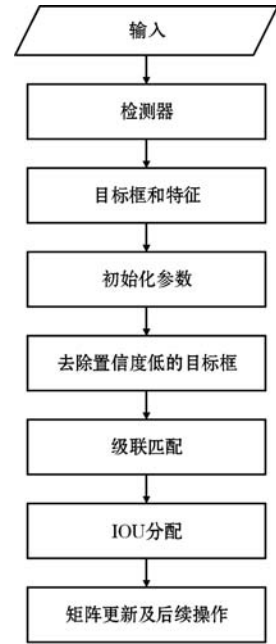 输入
检测器
目标框和特征
初始化参数
去除置信度低的目标框
级联匹配
IOU分配
矩阵更新及后续操作